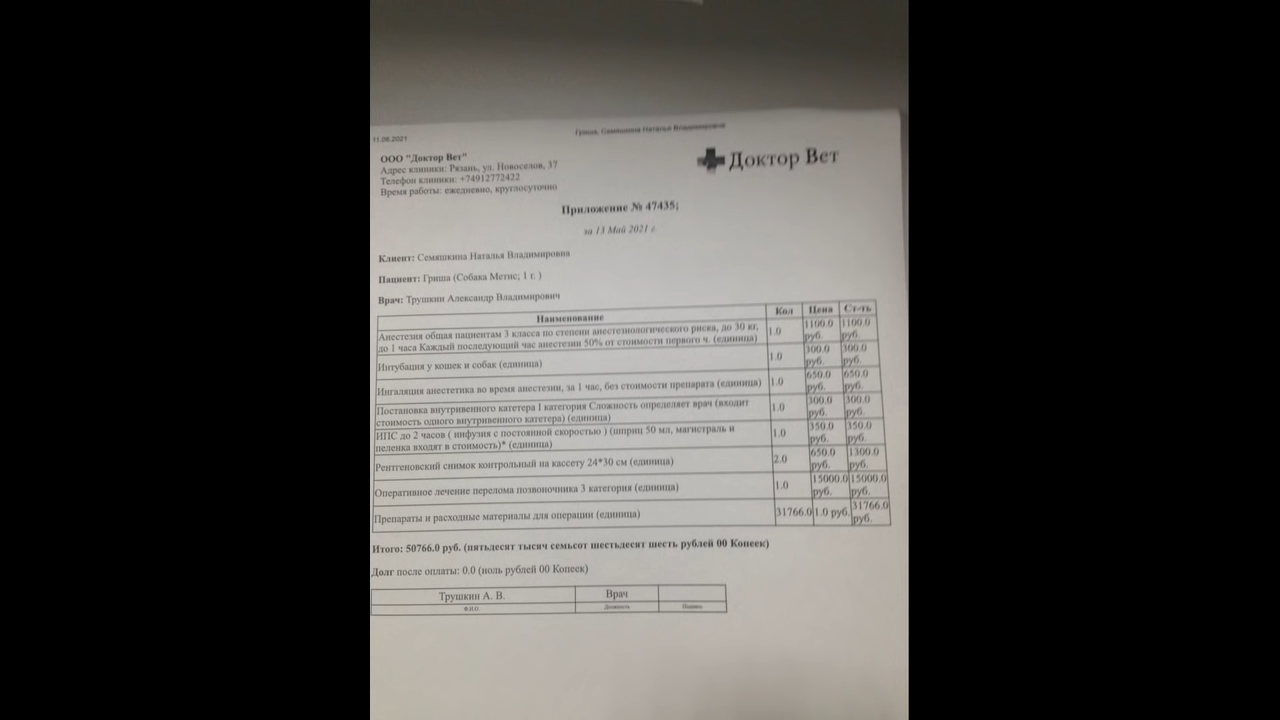 11.08.2021
Гриша, Семяшкина Наталья Владимировна
ООО "Доктор Вет"
Адрес клиники: Рязань, ул. Новоселов, 37
Телефон клиники: +74912772422
Время работы: ежедневно, круглосуточно
Доктор Вет
Приложение № 47435;
за 13 Май 2021 г.
Клиент: Семяшкина Наталья Владимировна
Пациент: Гриша (Собака Метис; 1 г. )
Врач: Трушкин Александр Владимирович
Наименование Кол Цена Ст-ть
Анестезия общая пациентам 3 класса по степени анестезиологического риска, до 30 кг, 1.0 1100.0 1100.0
до 1 часа Каждый последующий час анестезии 50% от стоимости первого ч. (единица) руб. руб.
Интубация у кошек и собак (единица) 1.0 300.0 300.0
руб. руб.
Ингаляция анестетика во время анестезии, за 1 час, без стоимости препарата (единица) 1.0 650.0 650.0
руб. руб.
Постановка внутривенного катетера I категория Сложность определяет врач (входит 1.0 300.0 300.0
стоимость одного внутривенного катетера) (единица) руб. руб.
ИПС до 2 часов ( инфузия с постоянной скоростью ) (шприц 50 мл, магистраль и 1.0 350.0 350.0
пеленка входят в стоимость)* (единица) руб. руб.
Рентгеновский снимок контрольный на кассету 24*30 см (единица) 2.0 650.0 1300.0
руб. руб.
Оперативное лечение перелома позвоночника 3 категория (единица) 1.0 15000.0 15000.0
руб. руб.
Препараты и расходные материалы для операции (единица) 31766.0 1.0 руб. 31766.0
руб.
Итого: 50766.0 руб. (пятьдесят тысяч семьсот шестьдесят шесть рублей 00 Копеек)
Долг после оплаты: 0.0 (ноль рублей 00 Копеек)
Трушкин А. В. Врач
Ф.И.О. Должность Подпись